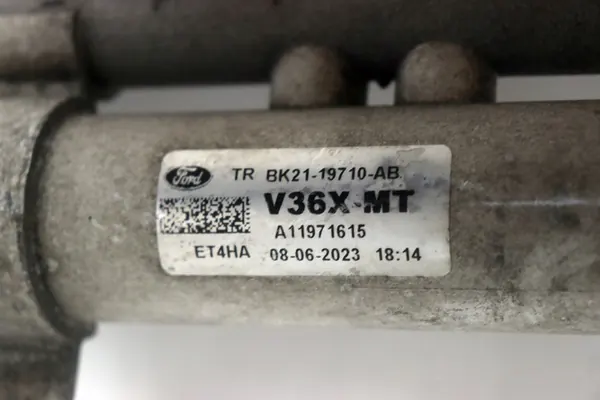 Ford TR BK21-19710-AB
V36X MT
A11971615
ET4HA 08-06-2023 18:14